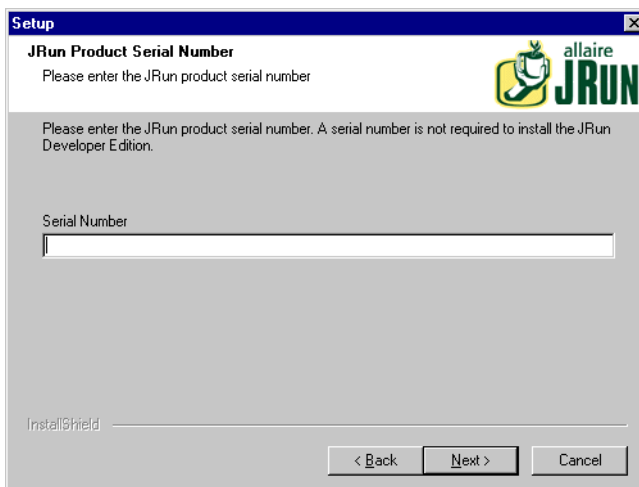 Setup
JRun Product Serial Number
Please enter the JRun product serial number
allaire
JRUN
Please enter the JRun product serial number. A serial number is not required to install the JRun
Developer Edition.
Serial Number
InstallShield
< Back
Next >
Cancel